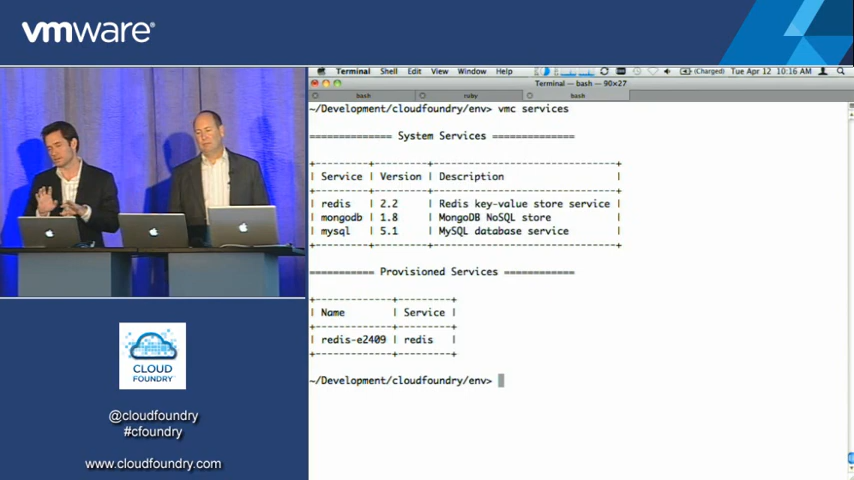 vmware®
Terminal Shell Edit View Window Help (Charged) Tue Apr 12 10:16 AM
Terminal — bash — 90×27
bash ruby bash
~/Development/cloudfoundry/env> vmc services
============== System Services ==============
+---------+---------+-------------------------------+
| Service | Version | Description |
+---------+---------+-------------------------------+
| redis | 2.2 | Redis key-value store service |
| mongodb | 1.8 | MongoDB NoSQL store |
| mysql | 5.1 | MySQL database service |
+---------+---------+-------------------------------+
=========== Provisioned Services ============
+-------------+---------+
| Name | Service |
+-------------+---------+
| redis-e2409 | redis |
+-------------+---------+
~/Development/cloudfoundry/env>
CLOUD
FOUNDRY
@cloudfoundry
#cfoundry
www.cloudfoundry.com